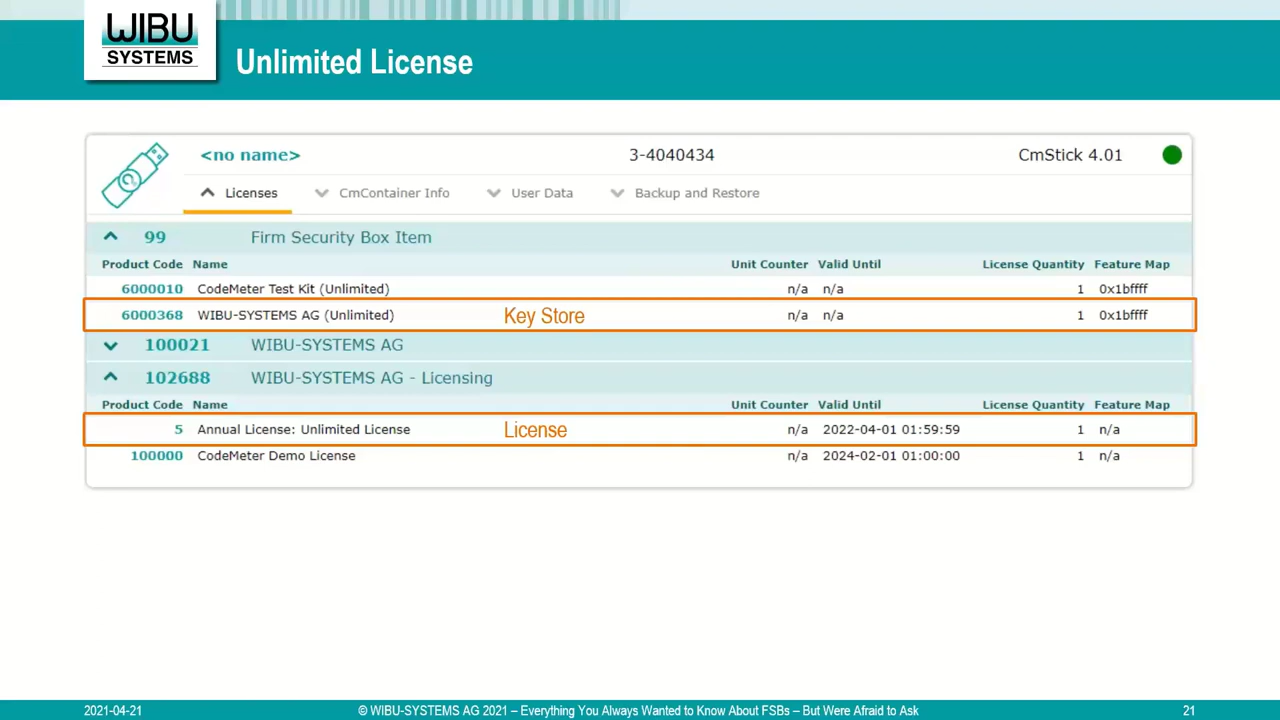 WIBU
SYSTEMS
Unlimited License
<no name> 3-4040434 CmStick 4.01
Licenses CmContainer Info User Data Backup and Restore
99 Firm Security Box Item
Product Code Name Unit Counter Valid Until License Quantity Feature Map
6000010 CodeMeter Test Kit (Unlimited) n/a n/a 1 0x1bffff
6000368 WIBU-SYSTEMS AG (Unlimited) Key Store n/a n/a 1 0x1bffff
100021 WIBU-SYSTEMS AG
102688 WIBU-SYSTEMS AG - Licensing
Product Code Name Unit Counter Valid Until License Quantity Feature Map
5 Annual License: Unlimited License License n/a 2022-04-01 01:59:59 1 n/a
100000 CodeMeter Demo License n/a 2024-02-01 01:00:00 1 n/a
2021-04-21 © WIBU-SYSTEMS AG 2021 – Everything You Always Wanted to Know About FSBs – But Were Afraid to Ask 21